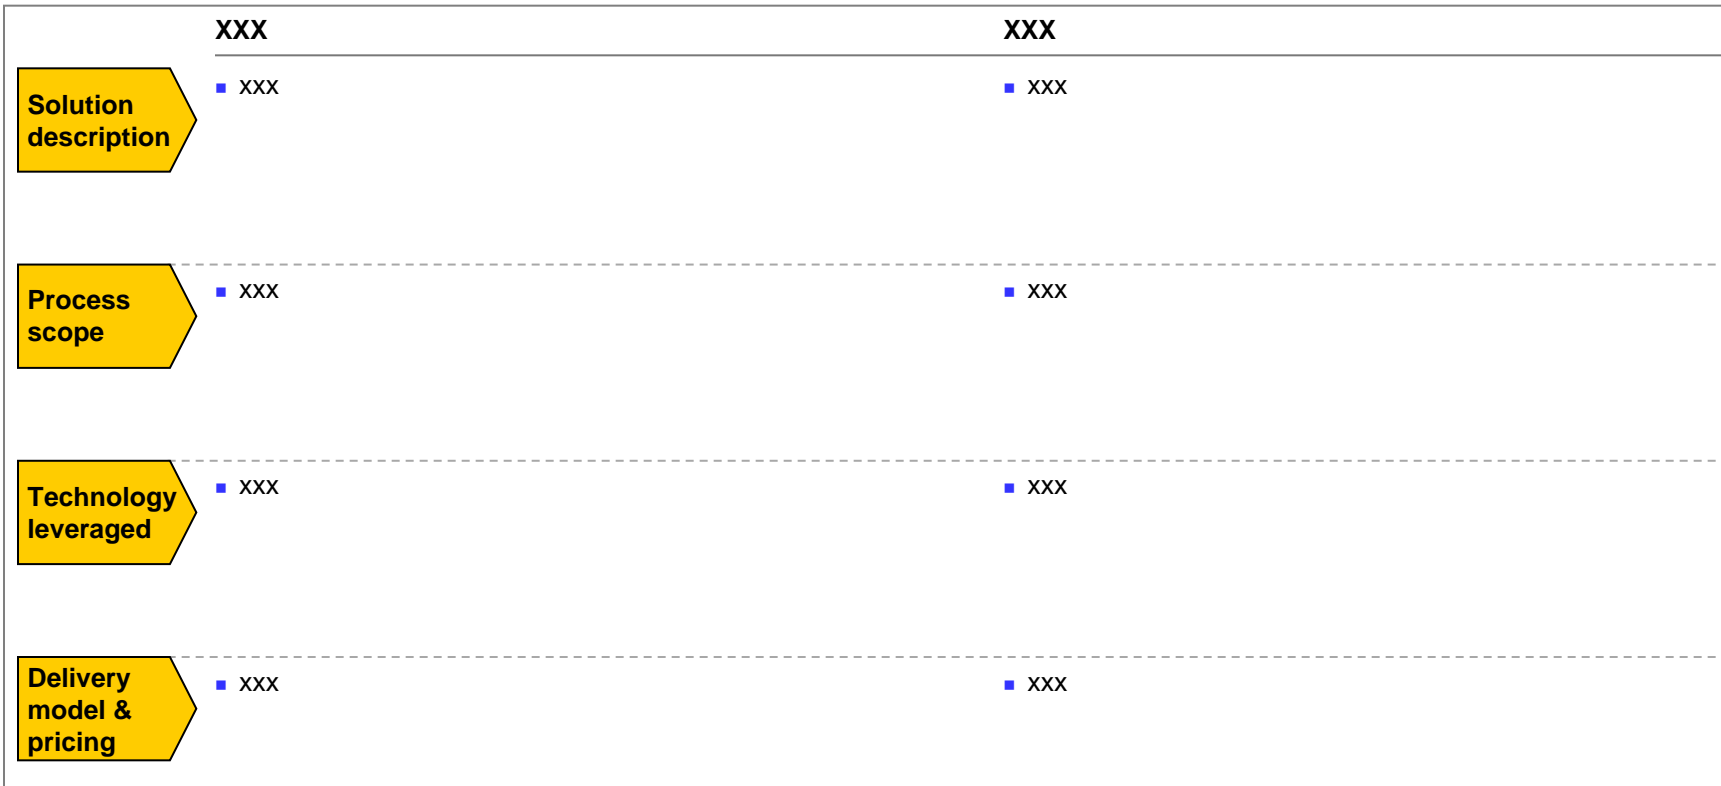 XXX
XXX
Solution
description
XXX
XXX
Process
scope
XXX
XXX
Technology
leveraged
XXX
XXX
Delivery
model &
pricing
XXX
XXX